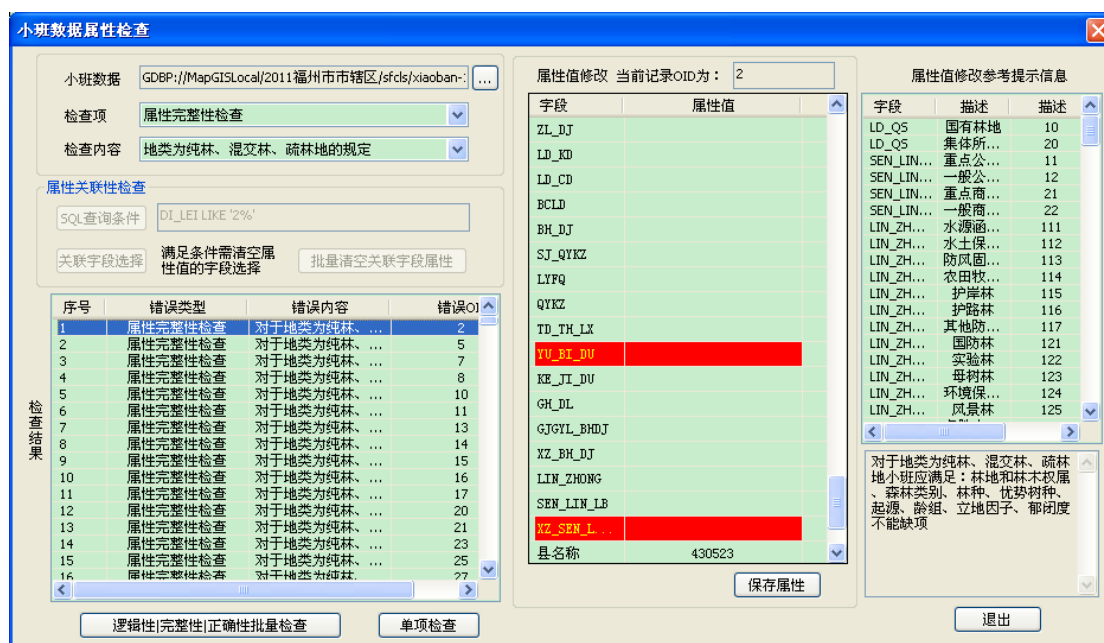 小班数据属性检查
小班数据 GDBP://MapGISLocal/2011福州市市辖区/sfcls/xiaoban- ...
检查项 属性完整性检查
检查内容 地类为纯林、混交林、疏林地的规定
属性关联性检查
SQL查询条件 DI_LEI LIKE '2%'
关联字段选择 满足条件需清空属性值的字段选择 批量清空关联字段属性
检查结果
序号 错误类型 错误内容 错误OI
1 属性完整性检查 对于地类为纯林、... 2
2 属性完整性检查 对于地类为纯林、... 5
3 属性完整性检查 对于地类为纯林、... 7
4 属性完整性检查 对于地类为纯林、... 8
5 属性完整性检查 对于地类为纯林、... 10
6 属性完整性检查 对于地类为纯林、... 11
7 属性完整性检查 对于地类为纯林、... 13
8 属性完整性检查 对于地类为纯林、... 14
9 属性完整性检查 对于地类为纯林、... 15
10 属性完整性检查 对于地类为纯林、... 16
11 属性完整性检查 对于地类为纯林、... 17
12 属性完整性检查 对于地类为纯林、... 20
13 属性完整性检查 对于地类为纯林、... 21
14 属性完整性检查 对于地类为纯林、... 23
15 属性完整性检查 对于地类为纯林、... 25
16 属性完整性检查 对于地类为纯林、... 27
逻辑性|完整性|正确性批量检查 单项检查
属性值修改 当前记录OID为： 2
字段 属性值
ZL_DJ
LD_KD
LD_CD
BCLD
BH_DJ
SJ_QYKZ
LYFQ
QYKZ
TD_TH_LX
YU_BI_DU
KE_JI_DU
GH_DL
GJGYL_BHDJ
XZ_BH_DJ
LIN_ZHONG
SEN_LIN_LB
XZ_SEN_L...
县名称 430523
保存属性
属性值修改参考提示信息
字段 描述 描述
LD_QS 国有林地 10
LD_QS 集体所... 20
SEN_LIN... 重点公... 11
SEN_LIN... 一般公... 12
SEN_LIN... 重点商... 21
SEN_LIN... 一般商... 22
LIN_ZH... 水源涵... 111
LIN_ZH... 水土保... 112
LIN_ZH... 防风固... 113
LIN_ZH... 农田牧... 114
LIN_ZH... 护岸林 115
LIN_ZH... 护路林 116
LIN_ZH... 其他防... 117
LIN_ZH... 国防林 121
LIN_ZH... 实验林 122
LIN_ZH... 母树林 123
LIN_ZH... 环境保... 124
LIN_ZH... 风景林 125
对于地类为纯林、混交林、疏林
地小班应满足：林地和林木权属
、森林类别、林种、优势树种、
起源、龄组、立地因子、郁闭度
不能缺项
退出